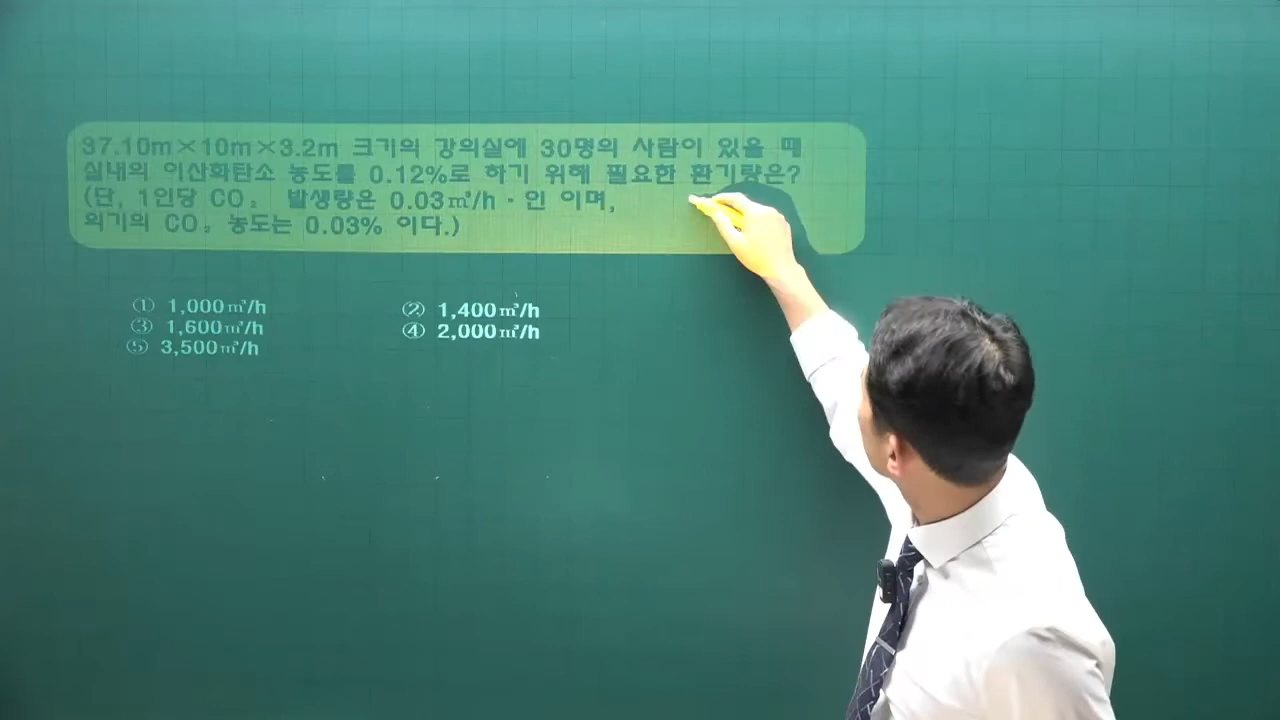 37.10m×10m×3.2m 크기의 강의실에 30명의 사람이 있을 때
실내의 이산화탄소 농도를 0.12%로 하기 위해 필요한 환기량은?
(단, 1인당 CO₂ 발생량은 0.03㎥/h·인 이며,
외기의 CO₂ 농도는 0.03% 이다.)
① 1,000㎥/h
② 1,400㎥/h
③ 1,600㎥/h
④ 2,000㎥/h
⑤ 3,500㎥/h